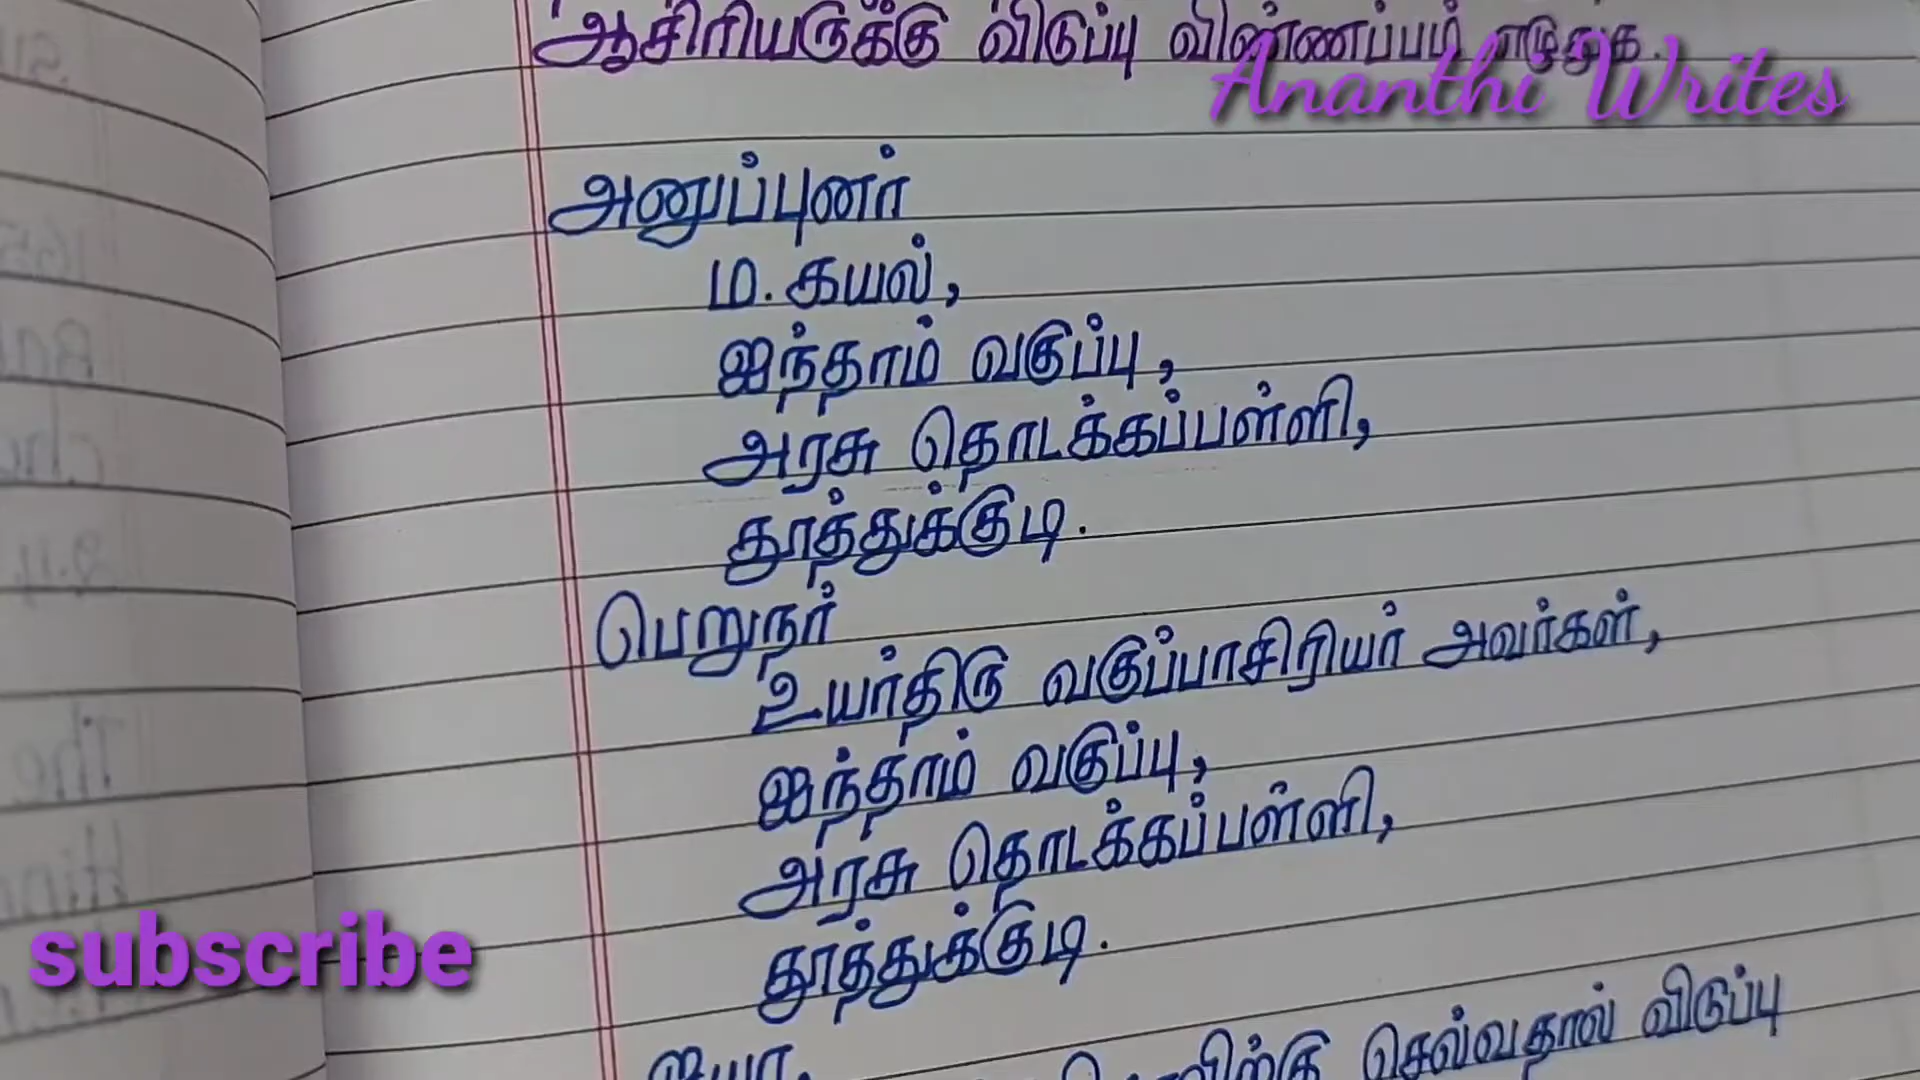 ஆசிரியருக்கு விடுப்பு விண்ணப்பம் எழுதுக.
Ananthi Writes
அனுப்புனர்
ம. கயல்,
ஐந்தாம் வகுப்பு,
அரசு தொடக்கப்பள்ளி,
தூத்துக்குடி.
பெறுநர்
உயர்திரு வகுப்பாசிரியர் அவர்கள்,
ஐந்தாம் வகுப்பு,
அரசு தொடக்கப்பள்ளி,
தூத்துக்குடி.
subscribe
ஐயா,
செல்வதால் விடுப்பு